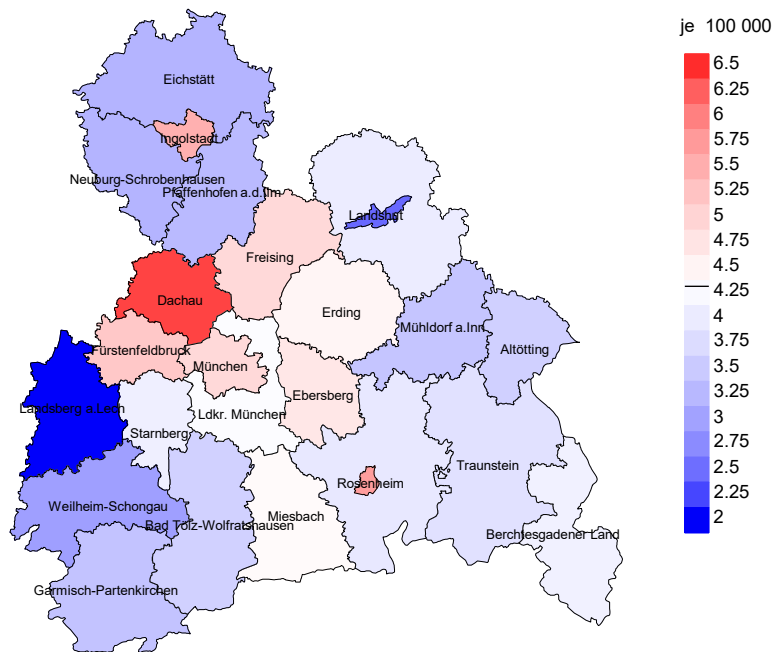 je 100 000
6.5
6.25
6
5.75
5.5
5.25
5
4.75
4.5
4.25
4
3.75
3.5
3.25
3
2.75
2.5
2.25
2
Eichstätt
Ingolstadt
Neuburg-Schrobenhausen
Pfaffenhofen a.d.Ilm
Landshut
Freising
Dachau
Erding
Mühldorf a.Inn
Altötting
Fürstenfeldbruck
München
Ebersberg
Landsberg a.Lech
Ldkr. München
Starnberg
Traunstein
Rosenheim
Weilheim-Schongau
Miesbach
Bad Tölz-Wolfratshausen
Berchtesgadener Land
Garmisch-Partenkirchen